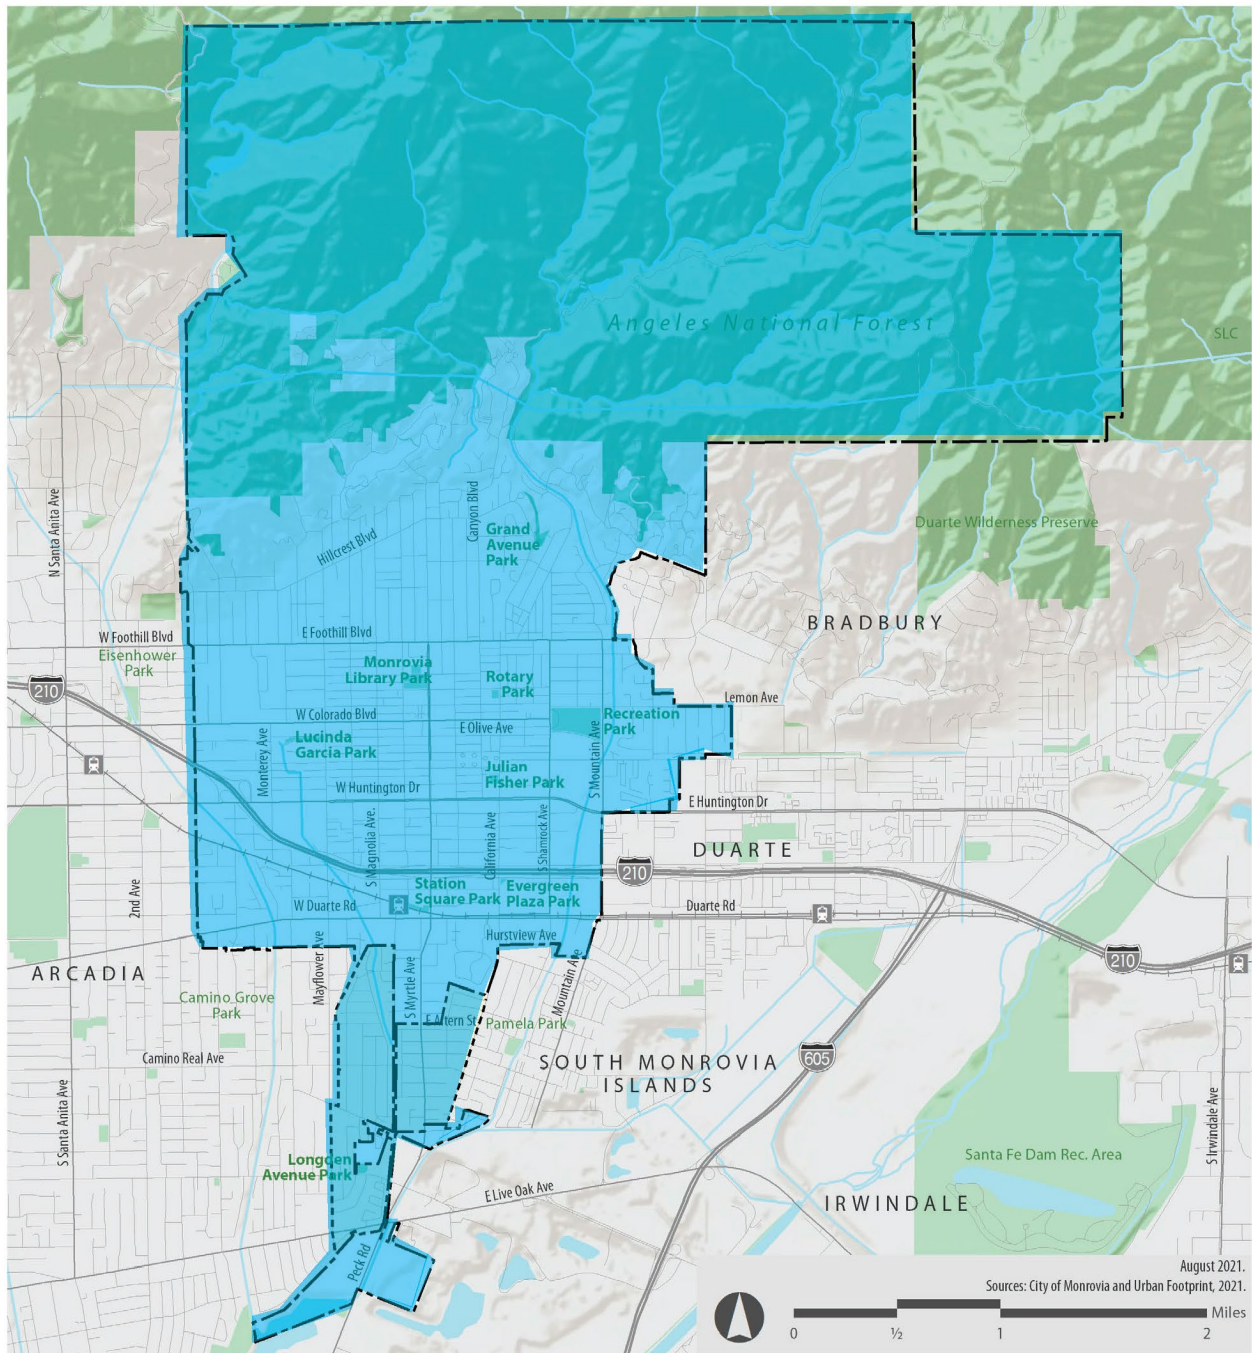 Angeles National Forest
SLC
N Santa Anita Ave
Canyon Blvd
Grand
Avenue
Park
Hillcrest Blvd
Duarte Wilderness Preserve
BRADBURY
W Foothill Blvd
E Foothill Blvd
Eisenhower
Park
Monrovia
Library Park
Rotary
Park
210
Lemon Ave
W Colorado Blvd
E Olive Ave
Recreation
Park
Lucinda
Garcia Park
Monterey Ave
S Mountain Ave
Julian
Fisher Park
W Huntington Dr
E Huntington Dr
S Magnolia Ave.
California Ave
S Shamrock Ave
DUARTE
210
2nd Ave
Station
Square Park
Evergreen
Plaza Park
W Duarte Rd
Duarte Rd
Hurstview Ave
210
ARCADIA
Mayflower Ave
S Myrtle Ave
Mountain Ave
Camino Grove
Park
E Altern St
Pamela Park
Camino Real Ave
SOUTH MONROVIA
ISLANDS
605
S Santa Anita Ave
S Irwindale Ave
Longden
Avenue Park
Santa Fe Dam Rec. Area
E Live Oak Ave
IRWINDALE
Peck Rd
August 2021.
Sources: City of Monrovia and Urban Footprint, 2021.
Miles
0 ½ 1 2